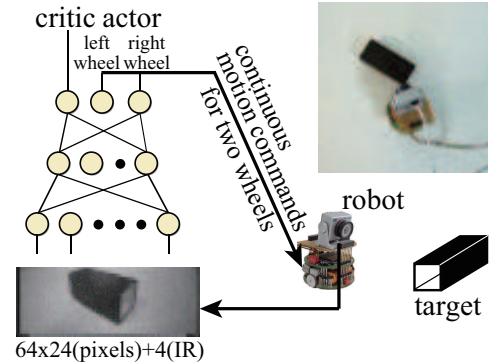 critic actor
left
wheel
right
wheel
continuous
motion commands
for two wheels
robot
target
64x24(pixels)+4(IR)